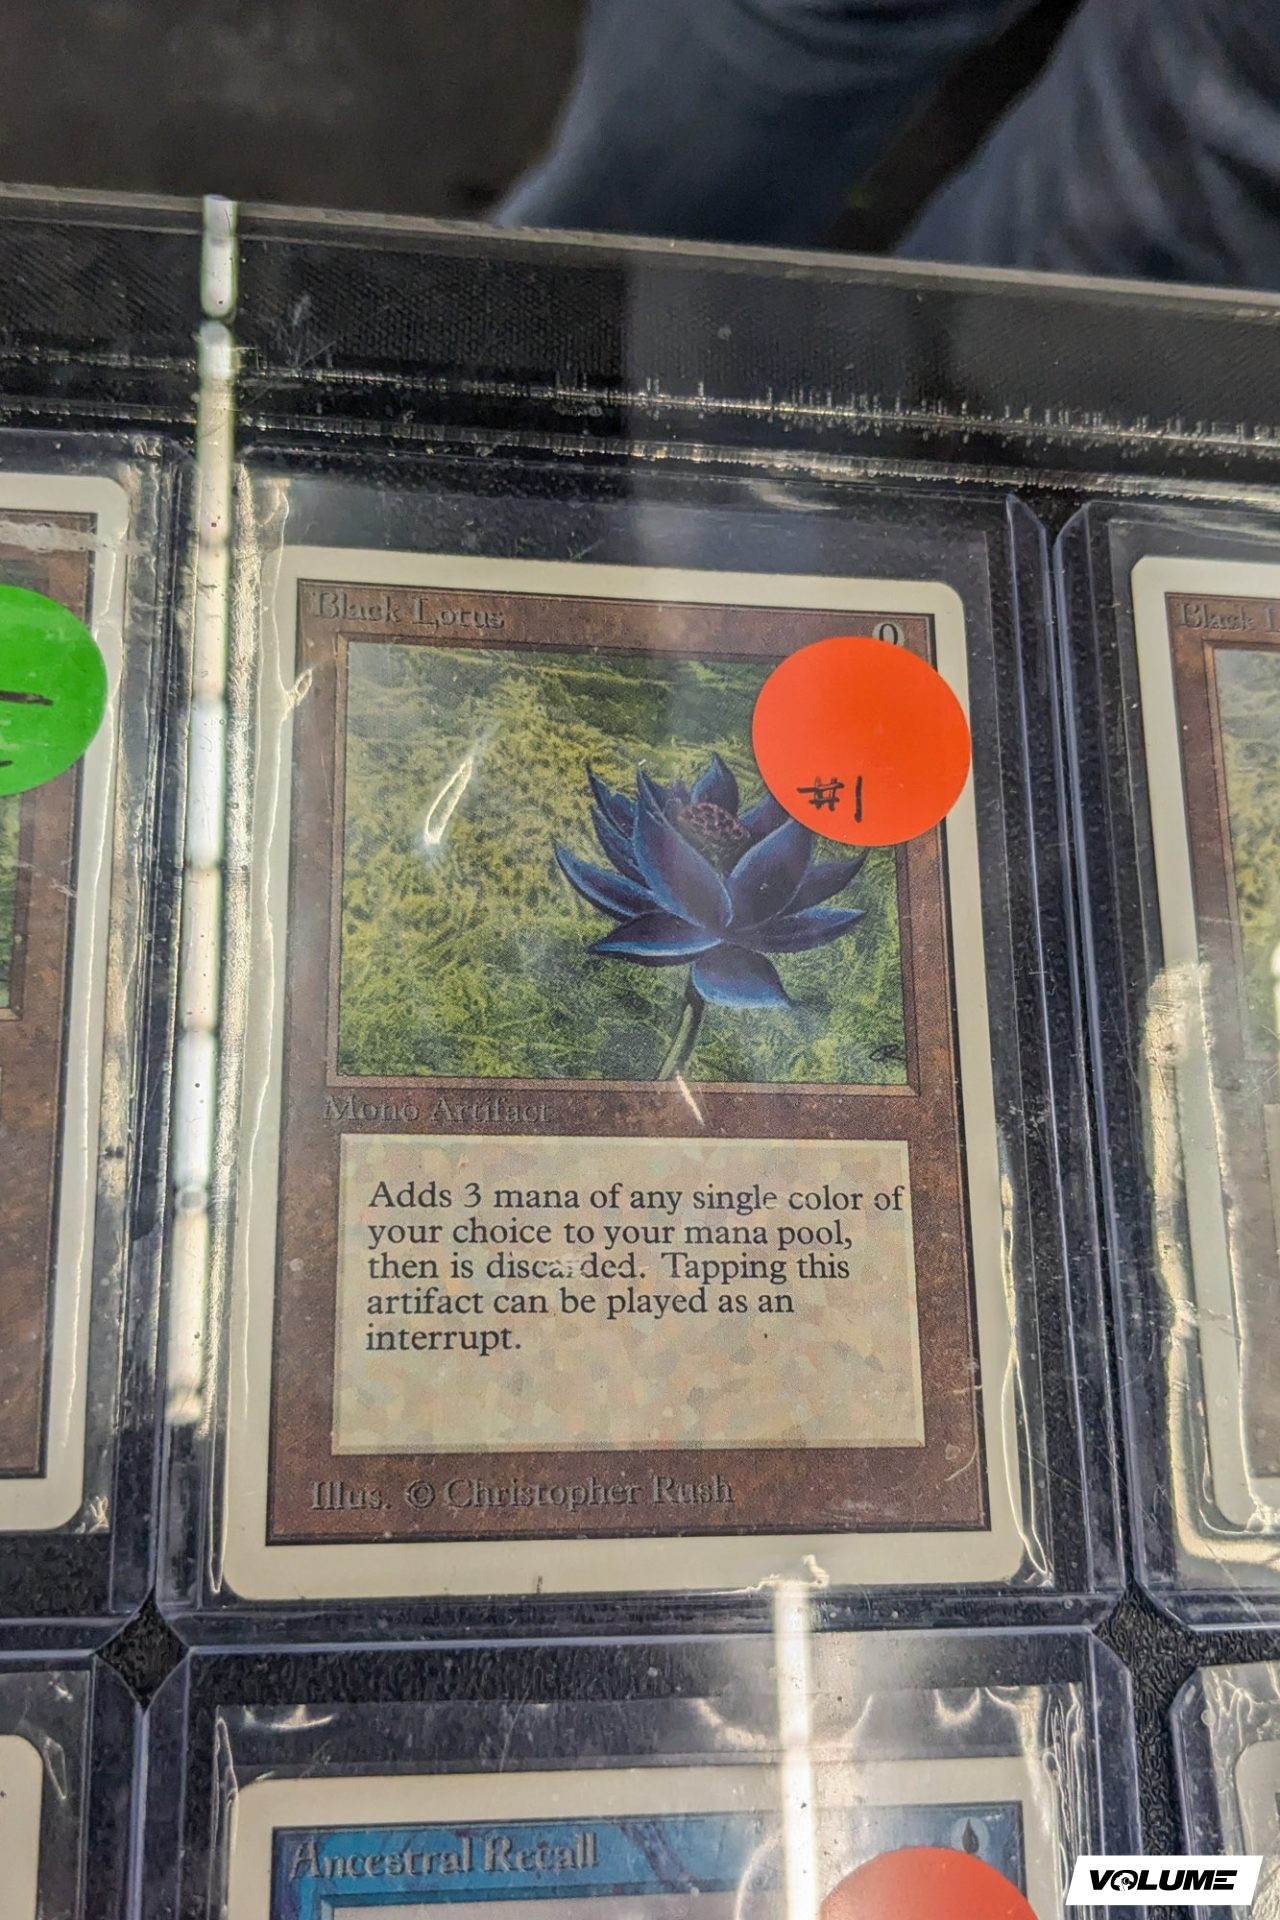 Black Lotus
0
#1
Mono Artifact
Adds 3 mana of any single color of
your choice to your mana pool,
then is discarded. Tapping this
artifact can be played as an
interrupt.
Illus. © Christopher Rush
Black
Ancestral Recall
VOLUME